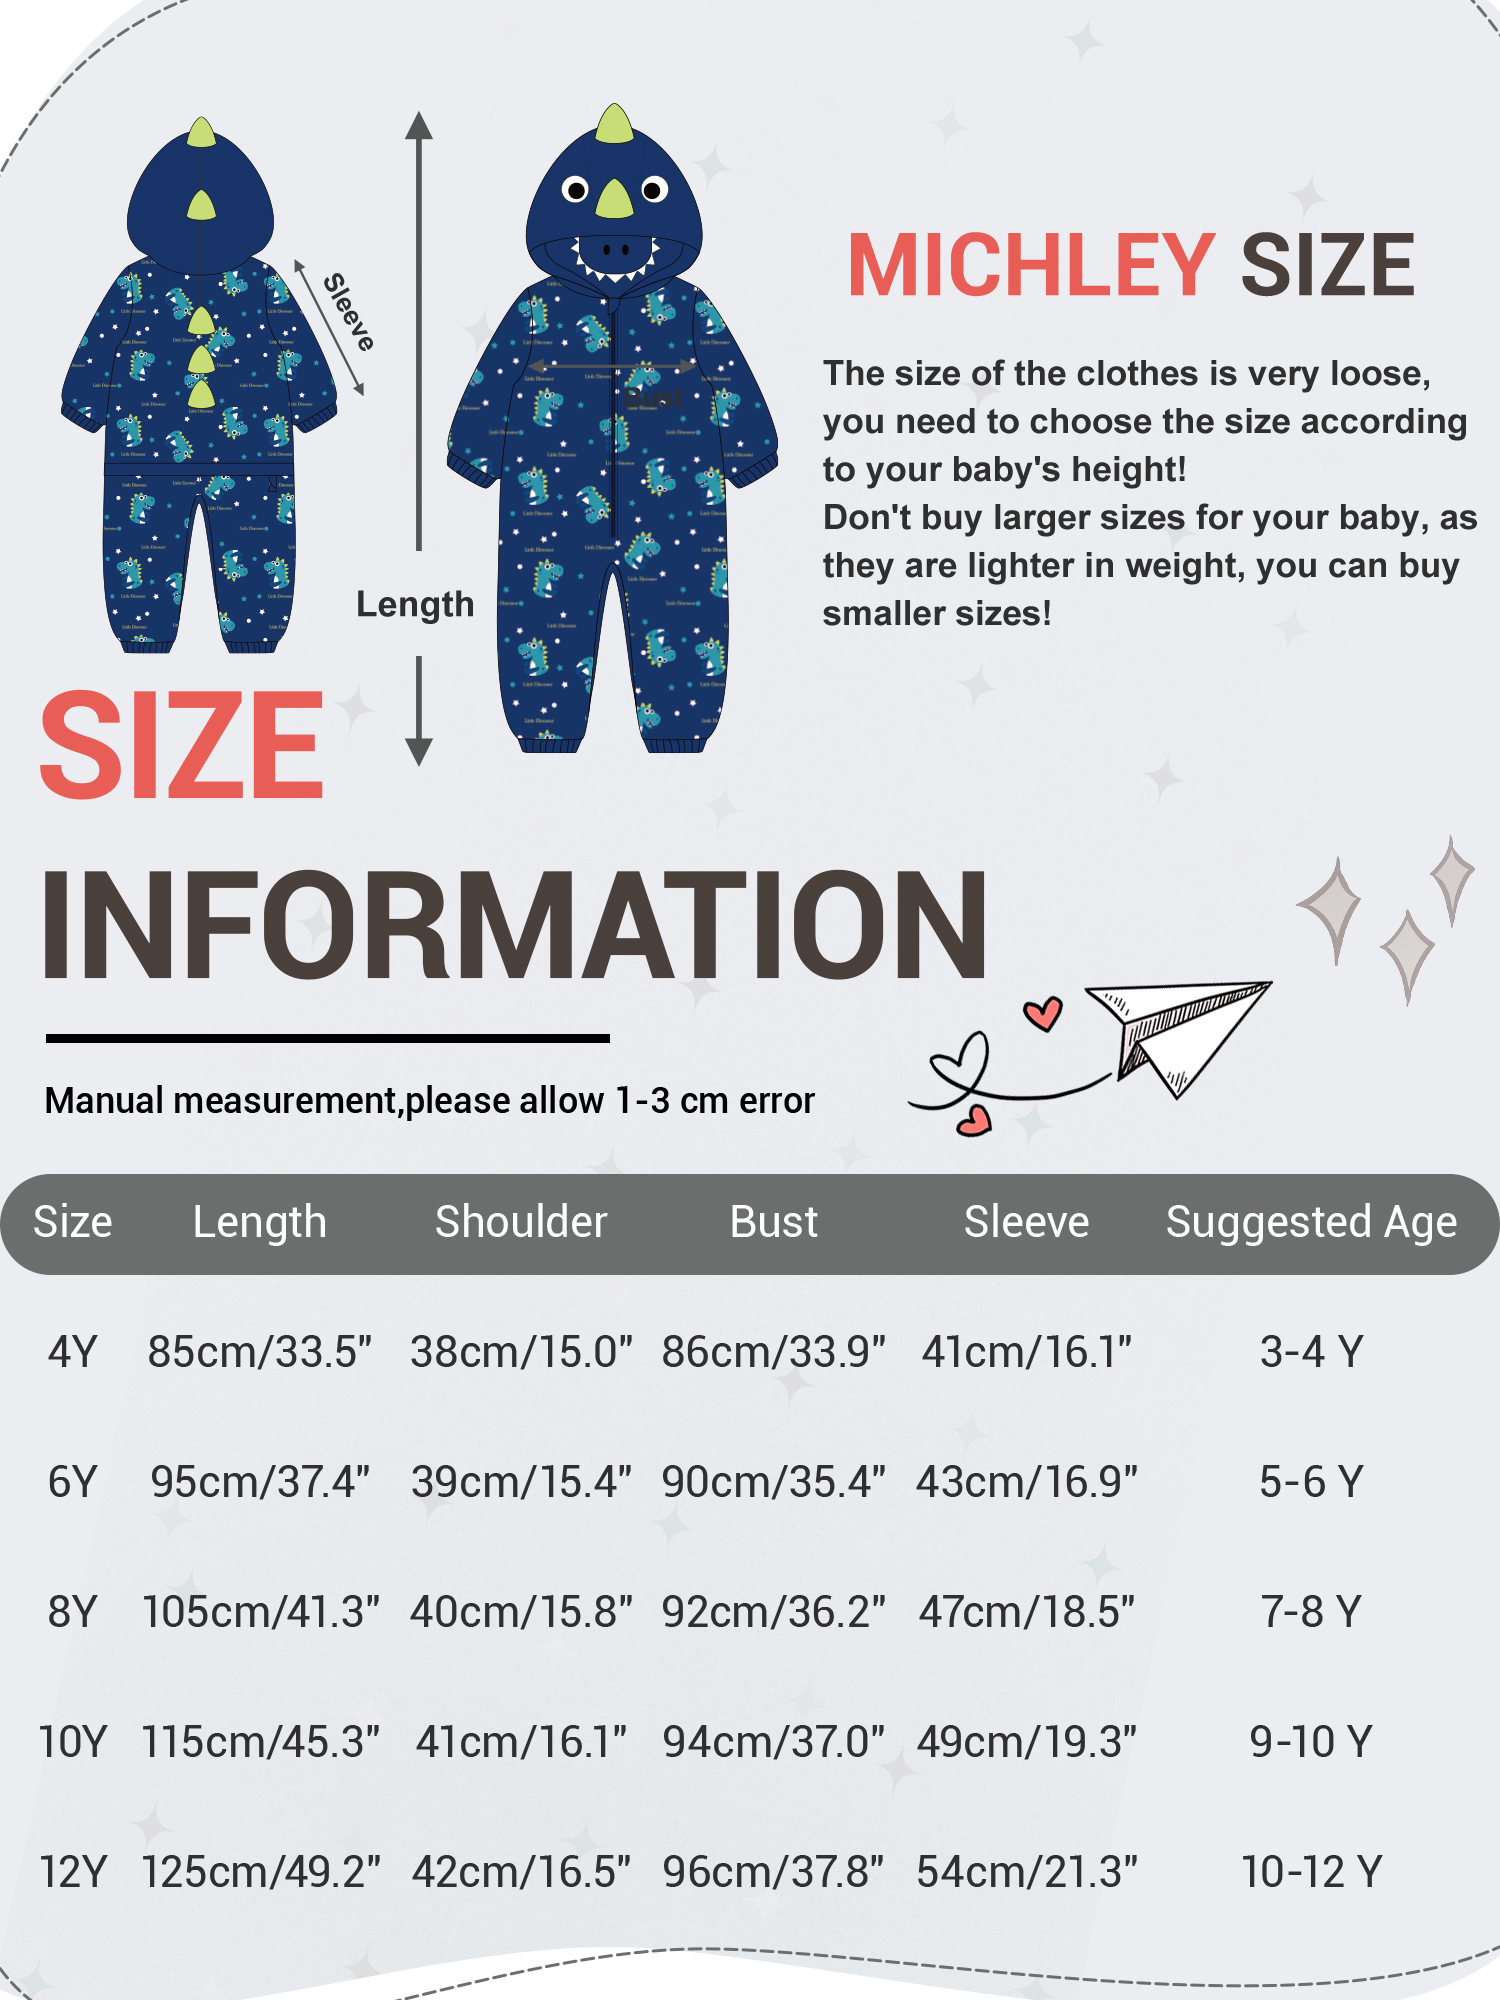 MICHLEY SIZE
The size of the clothes is very loose,
you need to choose the size according
to your baby's height!
Don't buy larger sizes for your baby, as
they are lighter in weight, you can buy
smaller sizes!
Sleeve
Bust
Length
Little Dinosaur
SIZE
INFORMATION
Manual measurement,please allow 1-3 cm error
Size Length Shoulder Bust Sleeve Suggested Age
4Y 85cm/33.5" 38cm/15.0" 86cm/33.9" 41cm/16.1" 3-4 Y
6Y 95cm/37.4" 39cm/15.4" 90cm/35.4" 43cm/16.9" 5-6 Y
8Y 105cm/41.3" 40cm/15.8" 92cm/36.2" 47cm/18.5" 7-8 Y
10Y 115cm/45.3" 41cm/16.1" 94cm/37.0" 49cm/19.3" 9-10 Y
12Y 125cm/49.2" 42cm/16.5" 96cm/37.8" 54cm/21.3" 10-12 Y